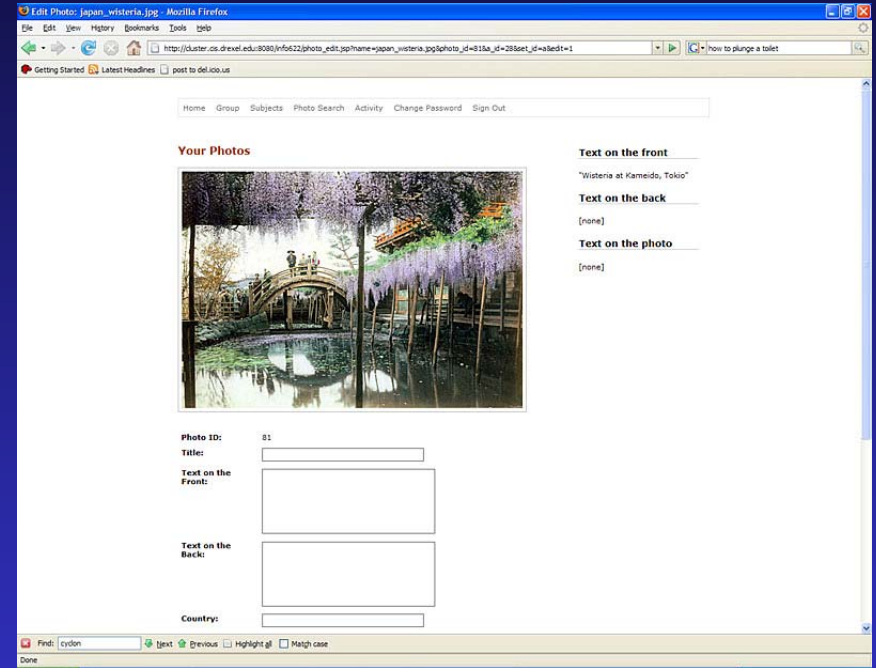 Edit Photo: japan_wisteria.jpg - Mozilla Firefox
File Edit View History Bookmarks Tools Help
http://cluster.cis.drexel.edu:8080/info622/photo_edit.jsp?name=japan_wisteria.jpg&photo_id=81&a_id=28&set_id=a&edit=1
how to plunge a toilet
Getting Started Latest Headlines post to del.icio.us
Home Group Subjects Photo Search Activity Change Password Sign Out
Your Photos
Text on the front
"Wisteria at Kameido, Tokio"
Text on the back
[none]
Text on the photo
[none]
Photo ID: 81
Title:
Text on the
Front:
Text on the
Back:
Country:
Find: cydon Next Previous Highlight all Match case
Done